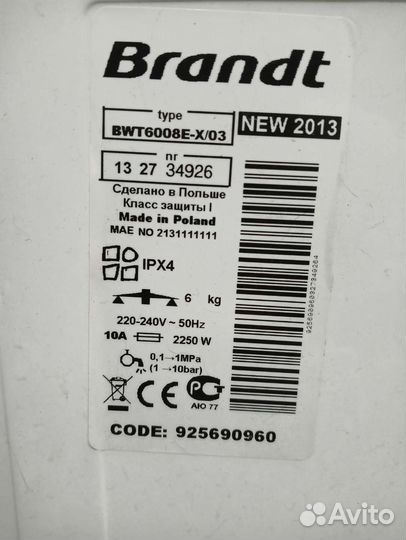 Brandt
type
BWT6008E-X/03
NEW 2013
nr
13 27 34926
Сделано в Польше
Класс защиты I
Made in Poland
MAE NO 2131111111
IPX4
6 kg
220-240V ~ 50Hz
10A 2250 W
0,1→1MPa
(1 →10bar)
CE
АЮ 77
CODE: 925690960
Avito